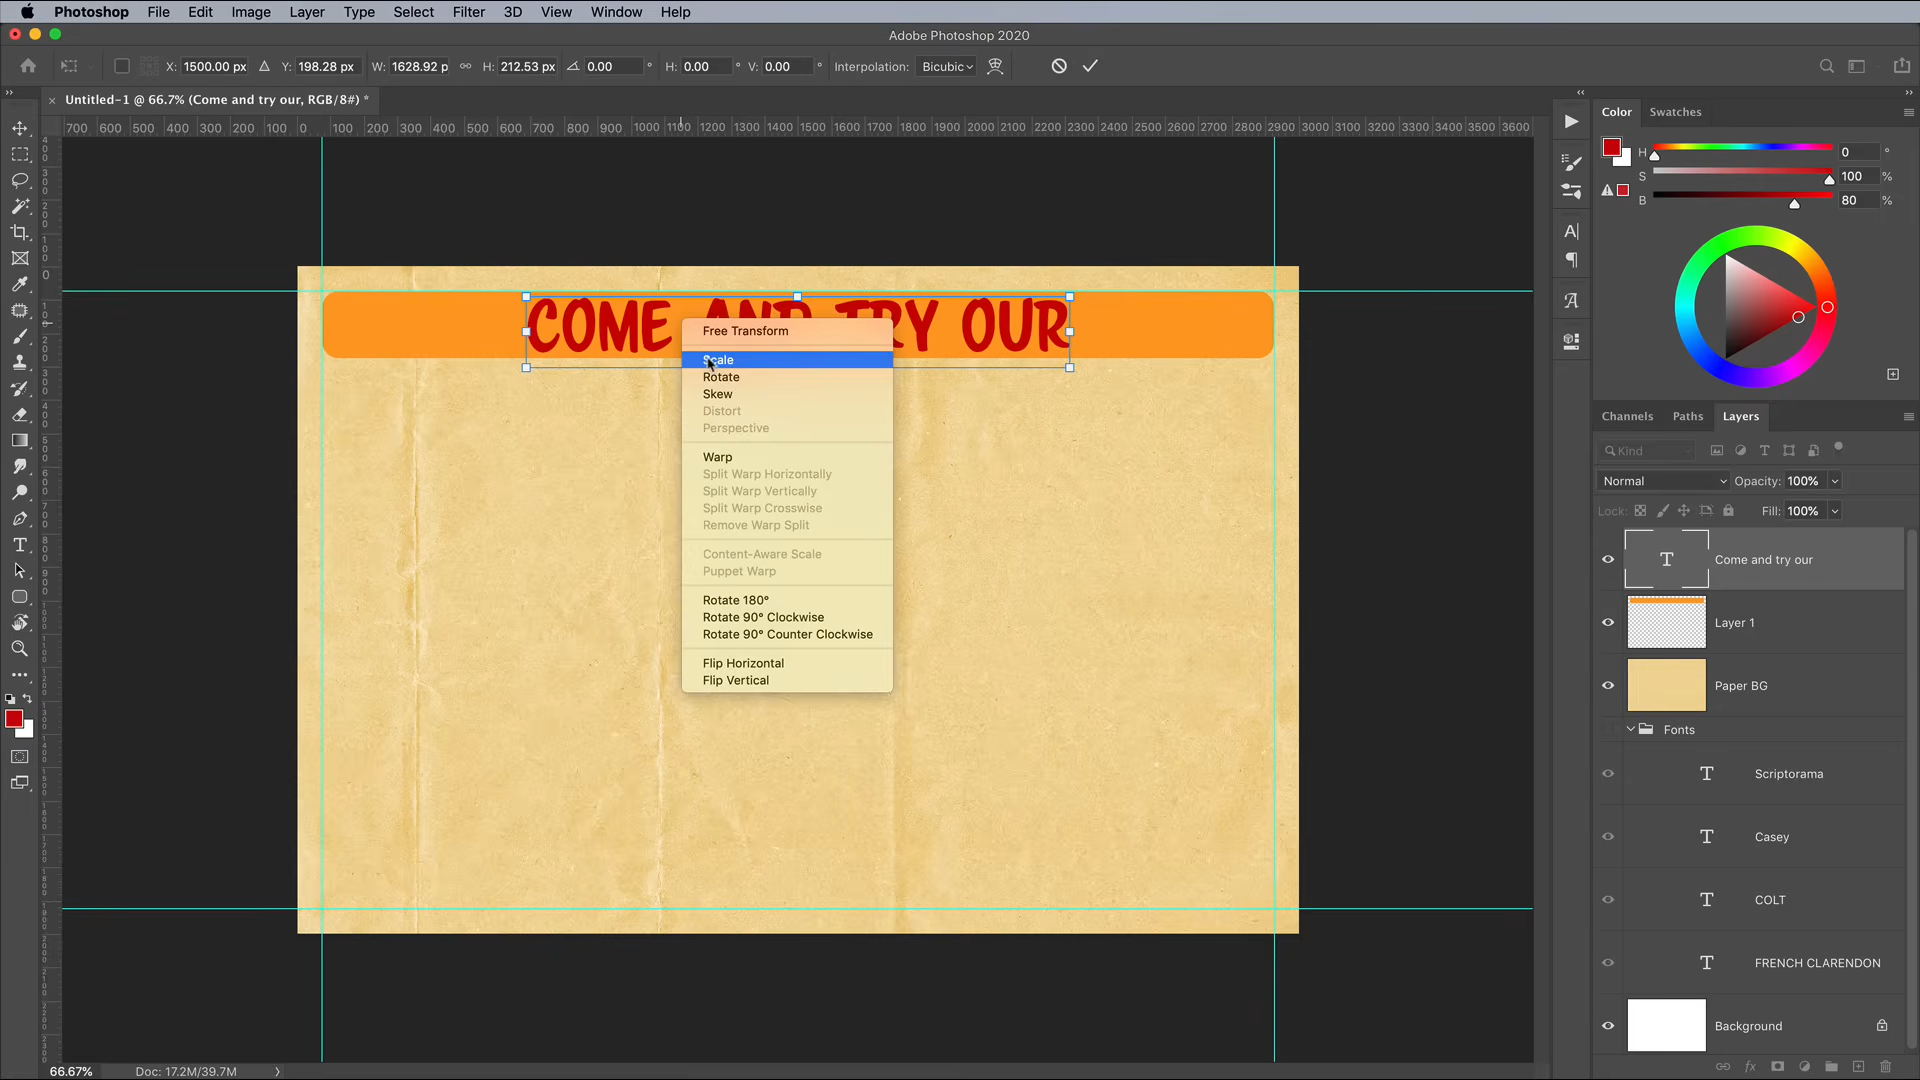 Photoshop File Edit Image Layer Type Select Filter 3D View Window Help
Adobe Photoshop 2020
X: 1500.00 px Y: 198.28 px W: 1628.92 p H: 212.53 px 0.00 ° H: 0.00 ° V: 0.00 ° Interpolation: Bicubic
Untitled-1 @ 66.7% (Come and try our, RGB/8#) *
700 600 500 400 300 200 100 0 100 200 300 400 500 600 700 800 900 1000 1100 1200 1300 1400 1500 1600 1700 1800 1900 2000 2100 2200 2300 2400 2500 2600 2700 2800 2900 3000 3100 3200 3300 3400 3500 3600
COME AND TRY OUR
Free Transform
Scale
Rotate
Skew
Distort
Perspective
Warp
Split Warp Horizontally
Split Warp Vertically
Split Warp Crosswise
Remove Warp Split
Content-Aware Scale
Puppet Warp
Rotate 180°
Rotate 90° Clockwise
Rotate 90° Counter Clockwise
Flip Horizontal
Flip Vertical
Color Swatches
H 0 °
S 100 %
B 80 %
Channels Paths Layers
Kind
Normal Opacity: 100%
Lock: Fill: 100%
Come and try our
Layer 1
Paper BG
Fonts
Scriptorama
Casey
COLT
FRENCH CLARENDON
Background
66.67% Doc: 17.2M/39.7M